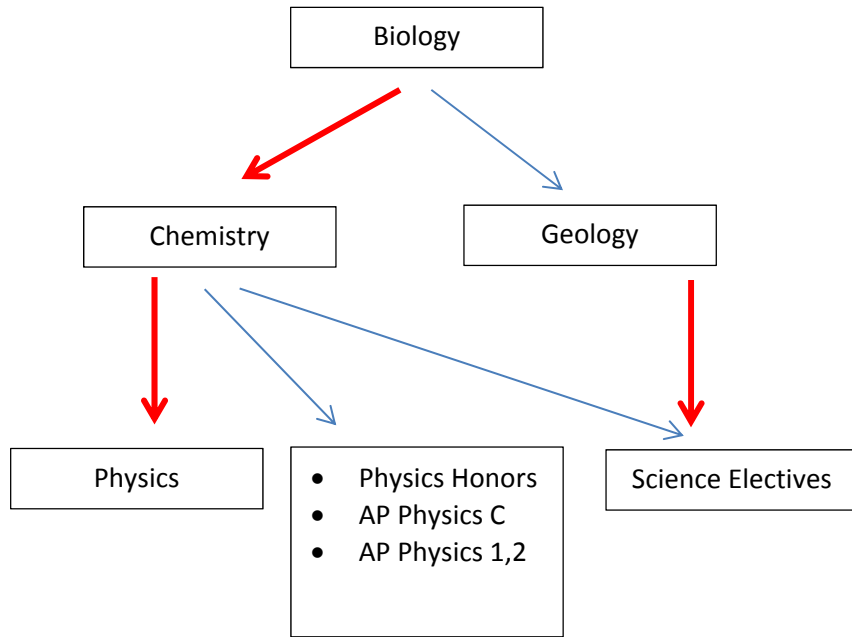 Biology
Chemistry
Geology
Physics
• Physics Honors
• AP Physics C
• AP Physics 1,2
Science Electives